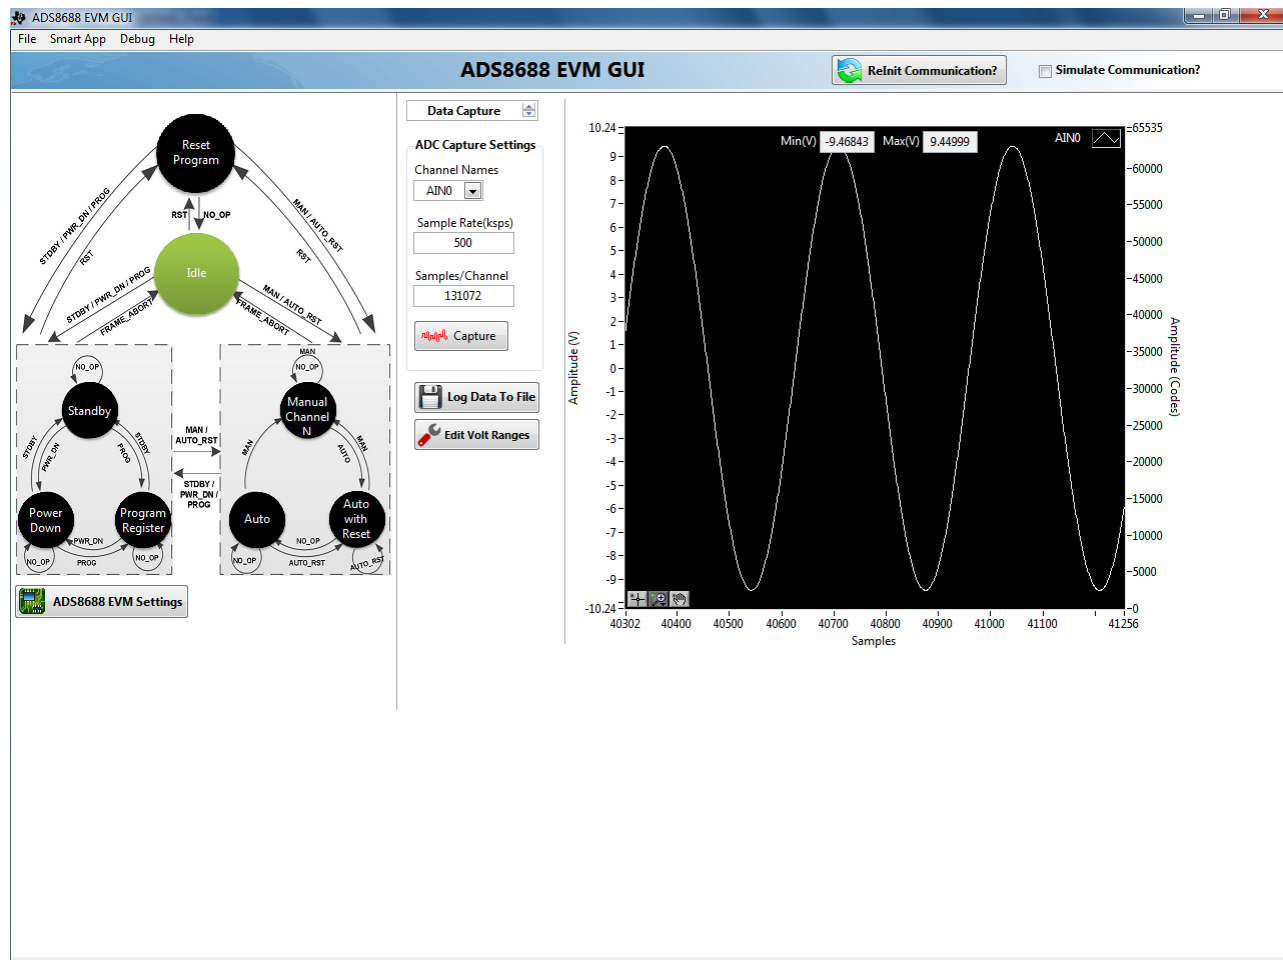 ADS8688 EVM GUI
File Smart App Debug Help
ADS8688 EVM GUI
ReInit Communication?
Simulate Communication?
Reset
Program
STDBY / PWR_DN / PROG
RST
RST
NO_OP
MAN / AUTO_RST
RST
Idle
STDBY / PWR_DN / PROG
FRAME_ABORT
MAN / AUTO_RST
FRAME_ABORT
NO_OP
Standby
STDBY
PWR_DN
STDBY
PROG
Power
Down
Program
Register
PWR_DN
PROG
NO_OP
NO_OP
MAN /
AUTO_RST
STDBY /
PWR_DN /
PROG
MAN
NO_OP
Manual
Channel
N
MAN
MAN
AUTO
Auto
Auto
with
Reset
NO_OP
AUTO_RST
NO_OP
AUTO_RST
ADS8688 EVM Settings
Data Capture
ADC Capture Settings
Channel Names
AIN0
Sample Rate(ksps)
500
Samples/Channel
131072
Capture
Log Data To File
Edit Volt Ranges
Min(V) -9.46843 Max(V) 9.44999
AIN0
Amplitude (V)
10.24
9
8
7
6
5
4
3
2
1
0
-1
-2
-3
-4
-5
-6
-7
-8
-9
-10.24
65535
60000
55000
50000
45000
40000
35000
30000
25000
20000
15000
10000
5000
0
Amplitude (Codes)
40302 40400 40500 40600 40700 40800 40900 41000 41100 41256
Samples